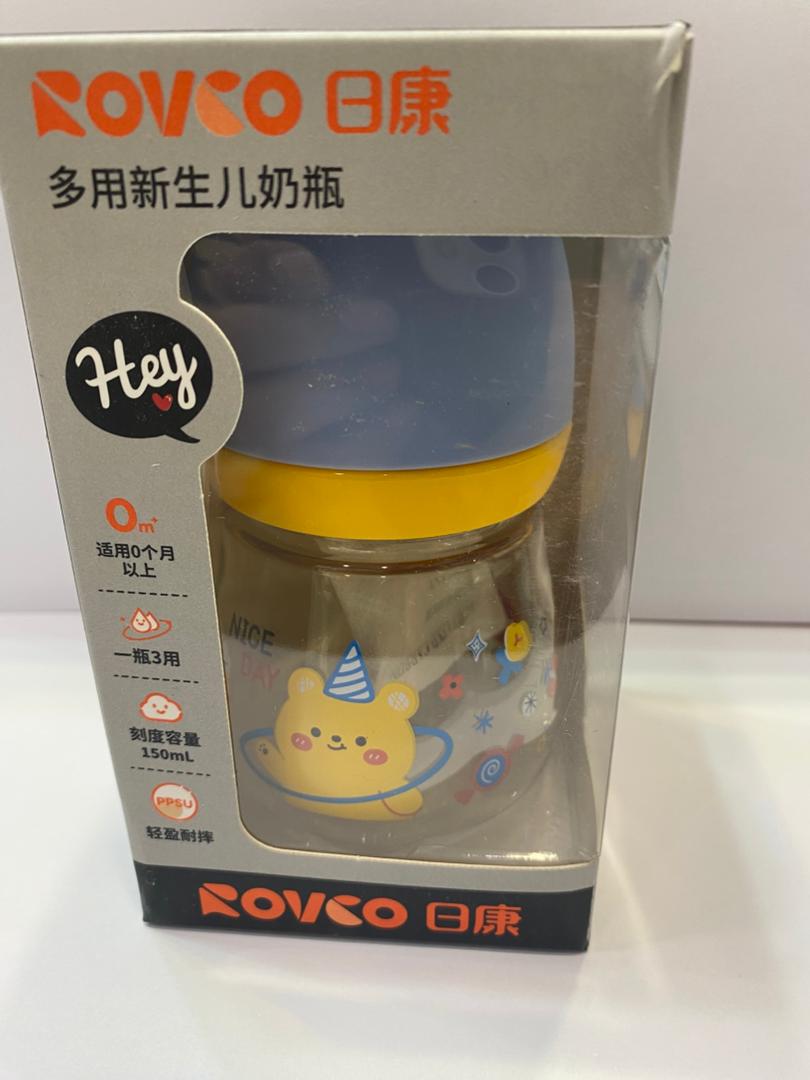 ROVCO 日康
多用新生儿奶瓶
Hey
0m+
适用0个月
以上
一瓶3用
刻度容量
150mL
PPSU
轻盈耐摔
NICE
DAY
ROVCO 日康